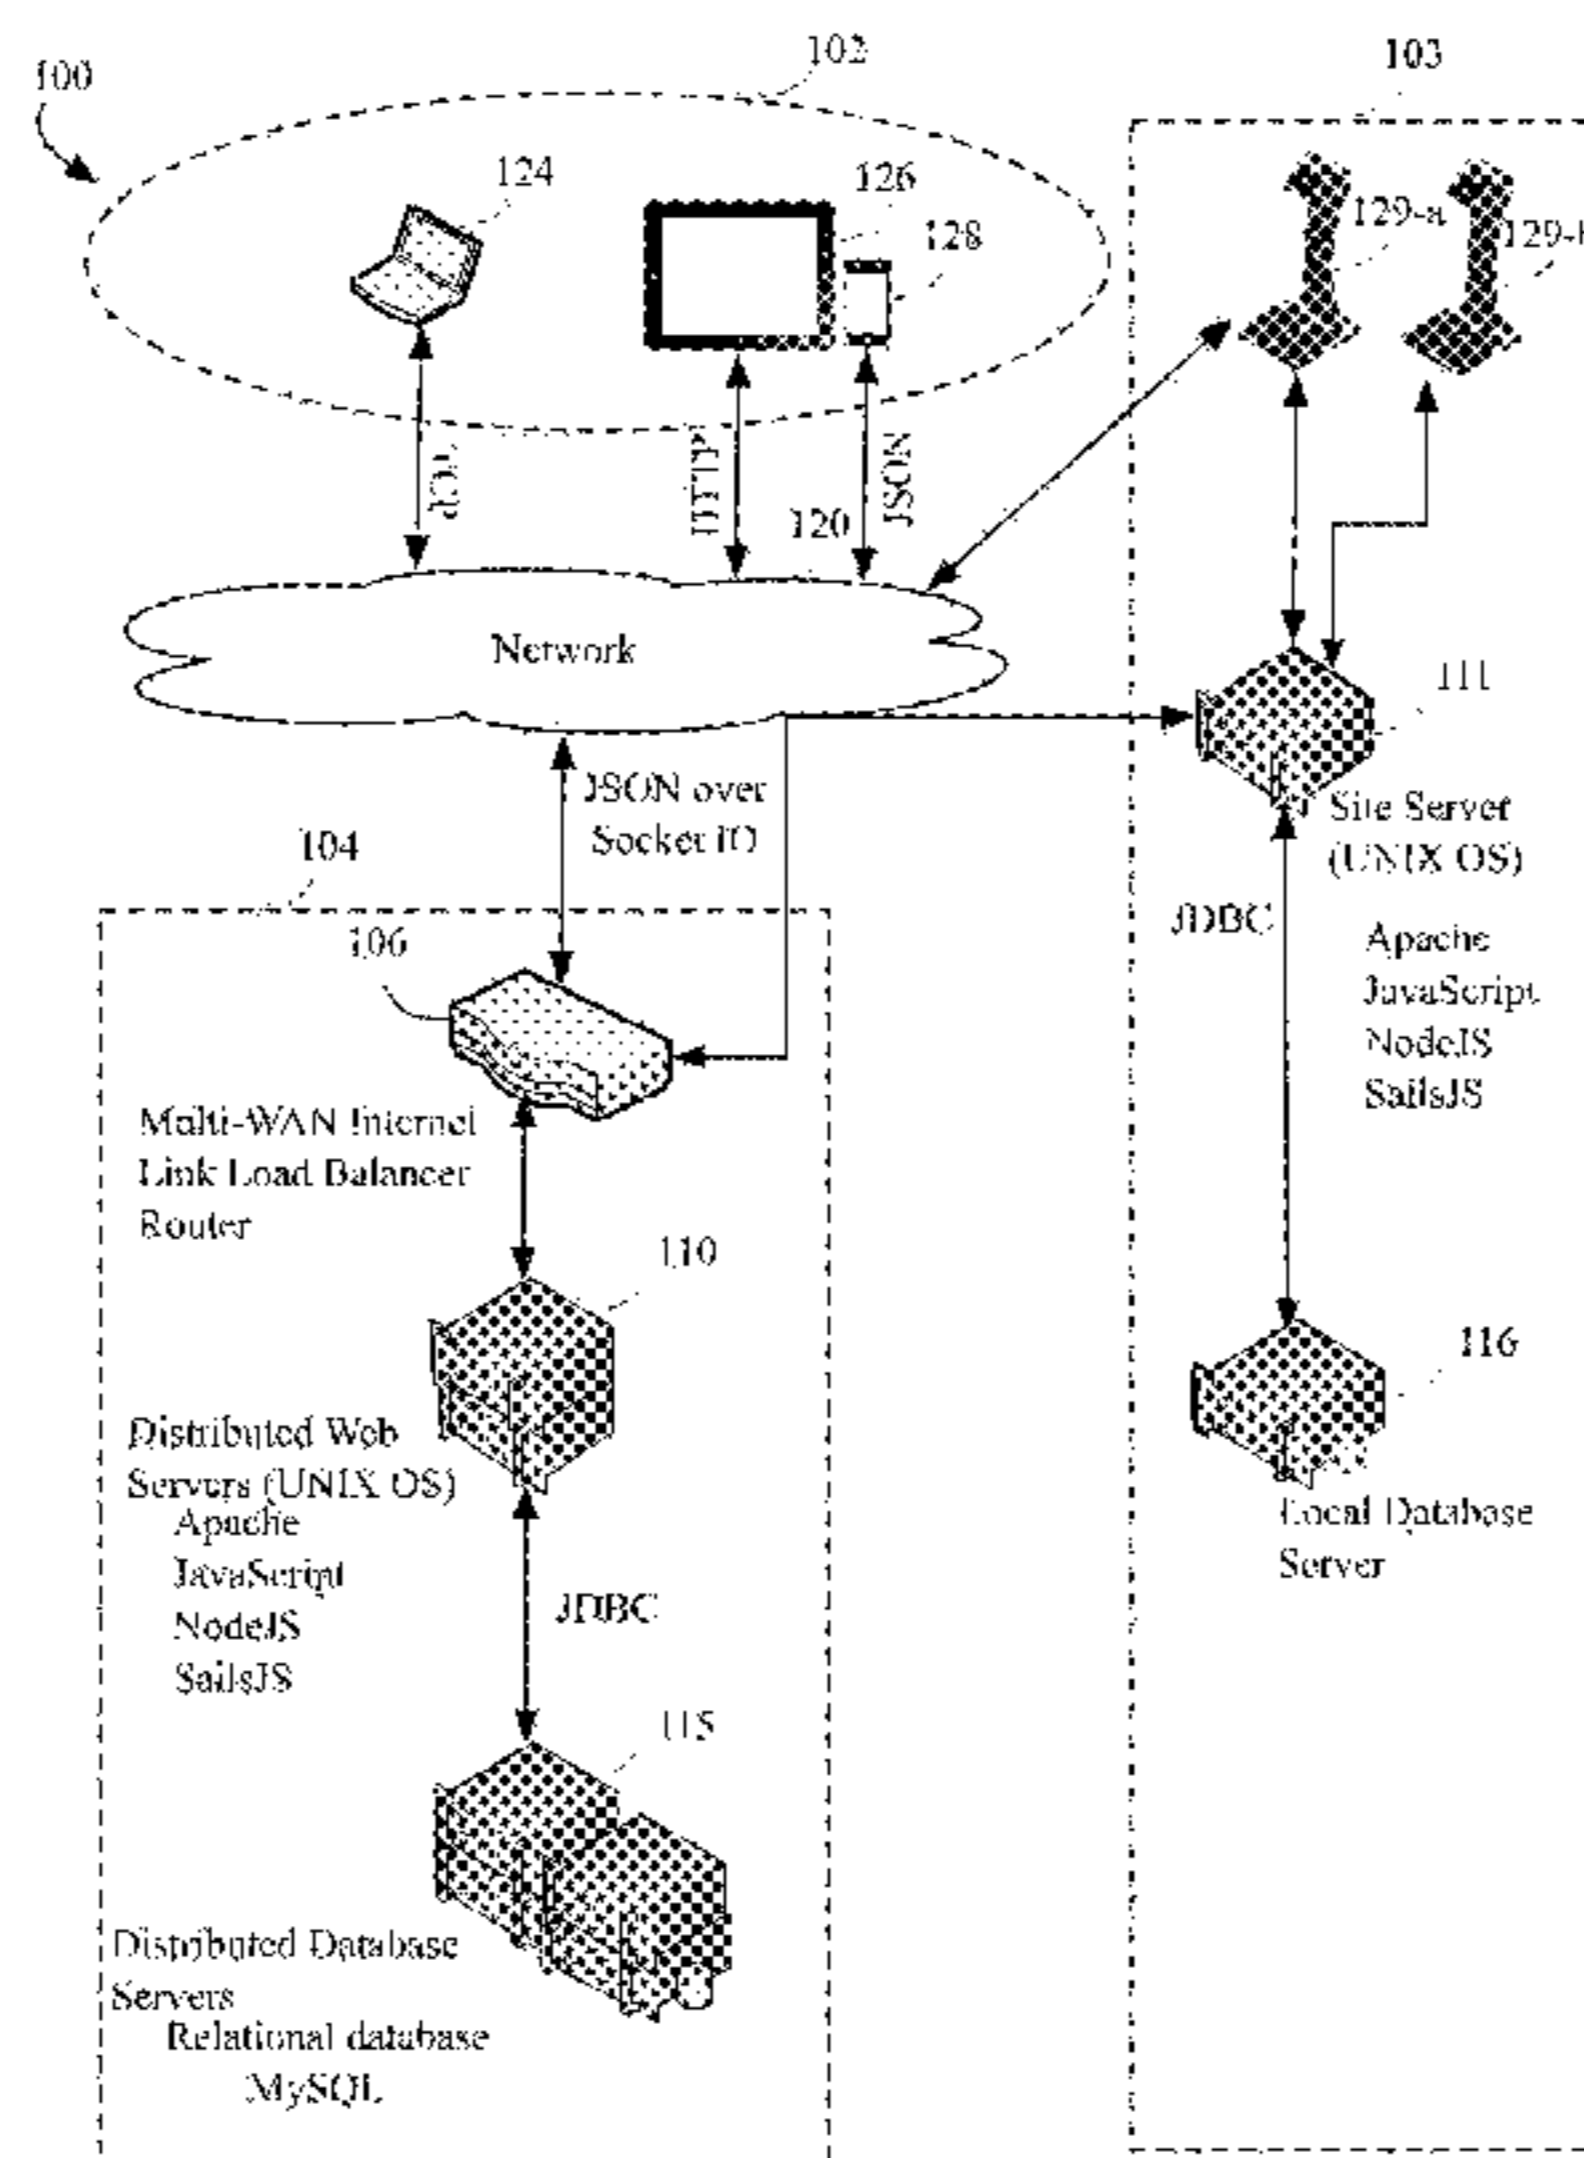 100
102
103
124
126
128
129-a
129-b
TCP
HTTP
120
JSON
Network
111
JSON over
Socket IO
Site Server
(UNIX OS)
104
106
JDBC
Apache
JavaScript
NodeJS
SailsJS
Multi-WAN Internet
Link Load Balancer
Router
110
116
Distributed Web
Servers (UNIX OS)
Apache
JavaScript
NodeJS
SailsJS
JDBC
Local Database
Server
115
Distributed Database
Servers
Relational database
MySQL